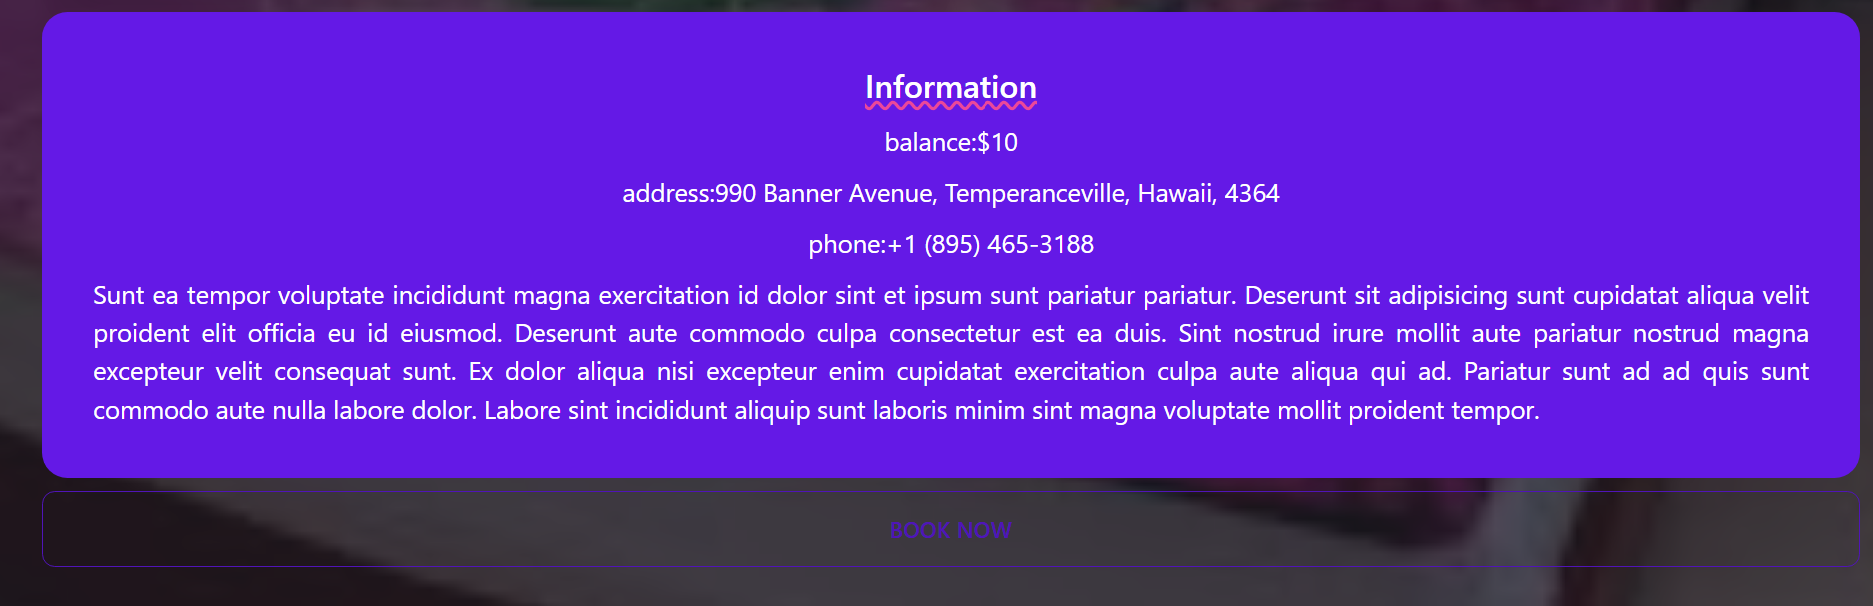 Information
balance:$10
address:990 Banner Avenue, Temperanceville, Hawaii, 4364
phone:+1 (895) 465-3188
Sunt ea tempor voluptate incididunt magna exercitation id dolor sint et ipsum sunt pariatur pariatur. Deserunt sit adipisicing sunt cupidatat aliqua velit
proident elit officia eu id eiusmod. Deserunt aute commodo culpa consectetur est ea duis. Sint nostrud irure mollit aute pariatur nostrud magna
excepteur velit consequat sunt. Ex dolor aliqua nisi excepteur enim cupidatat exercitation culpa aute aliqua qui ad. Pariatur sunt ad ad quis sunt
commodo aute nulla labore dolor. Labore sint incididunt aliquip sunt laboris minim sint magna voluptate mollit proident tempor.
BOOK NOW